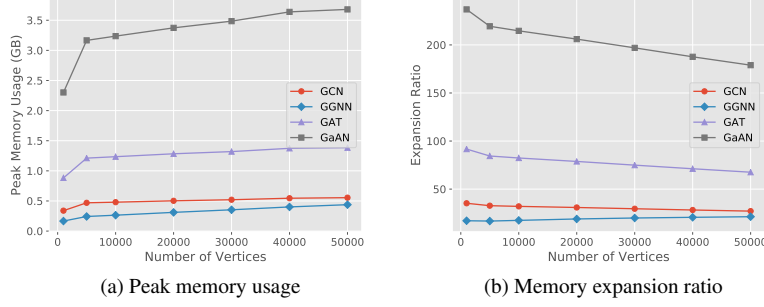 3.5
3.0
2.5
2.0
1.5
1.0
0.5
0.0
Peak Memory Usage (GB)
GCN
GGNN
GAT
GaAN
0 10000 20000 30000 40000 50000
Number of Vertices
(a) Peak memory usage
200
150
100
50
Expansion Ratio
GCN
GGNN
GAT
GaAN
0 10000 20000 30000 40000 50000
Number of Vertices
(b) Memory expansion ratio